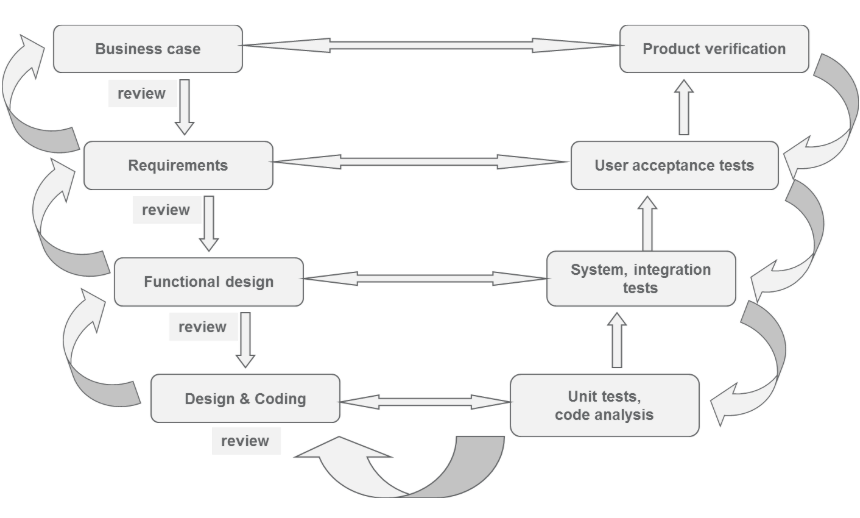 Business case
Product verification
review
Requirements
User acceptance tests
review
Functional design
System, integration
tests
review
Design & Coding
Unit tests,
code analysis
review